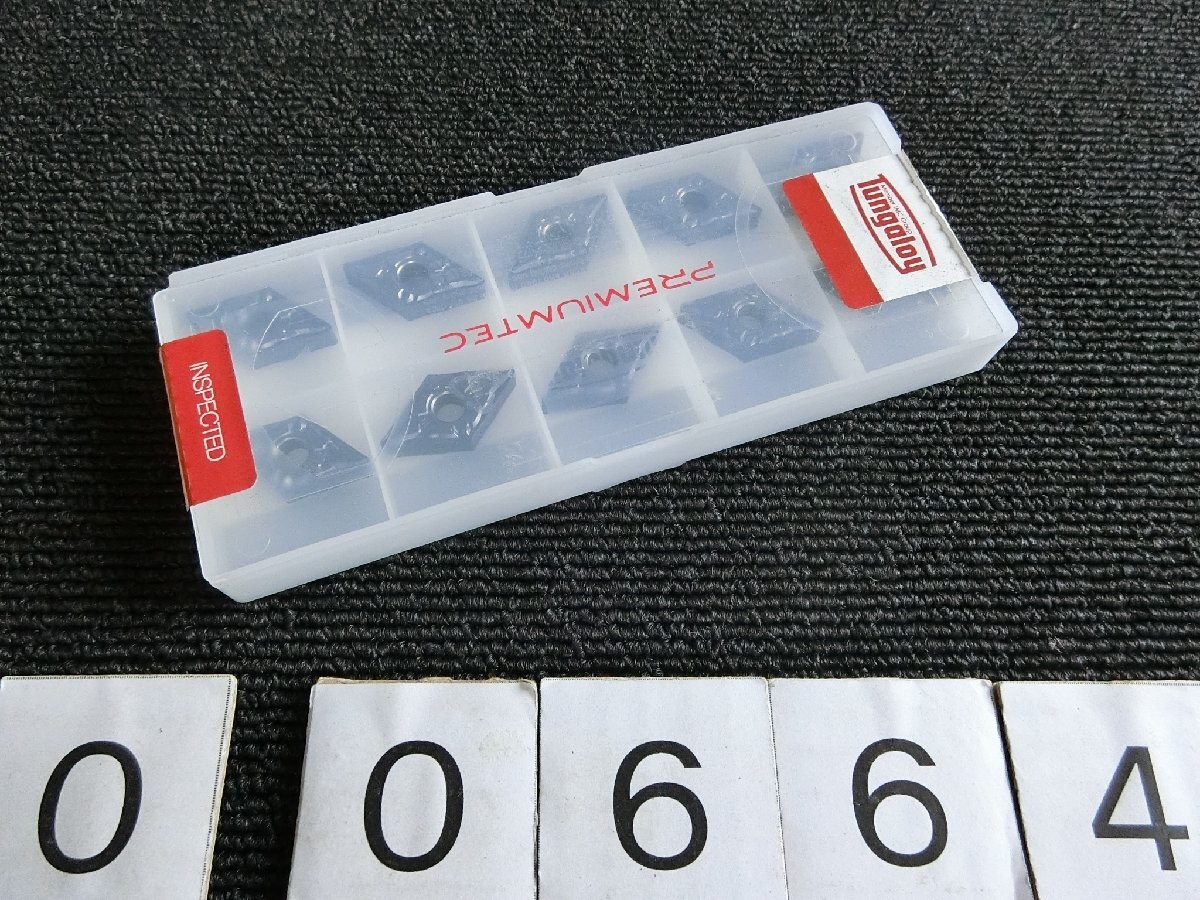 Tungaloy
PREMIUMTEC
INSPECTED
0 0 6 6 4